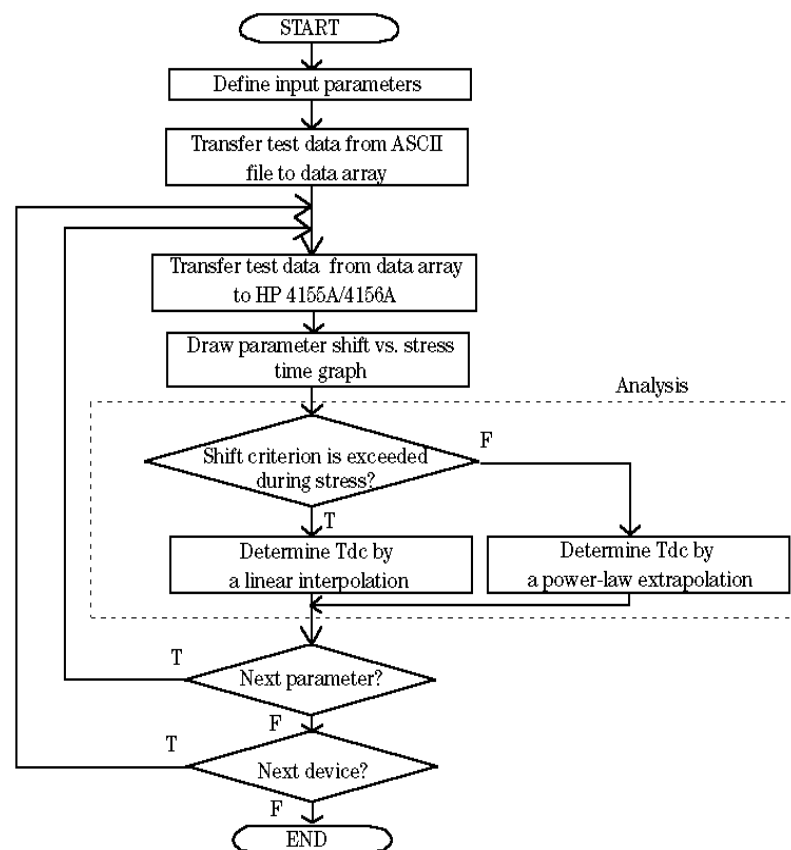 START
Define input parameters
Transfer test data from ASCII
file to data array
Transfer test data from data array
to HP 4155A/4156A
Draw parameter shift vs. stress
time graph
Analysis
Shift criterion is exceeded
during stress?
F
T
Determine Tdc by
a linear interpolation
Determine Tdc by
a power-law extrapolation
T
Next parameter?
F
T
Next device?
F
END